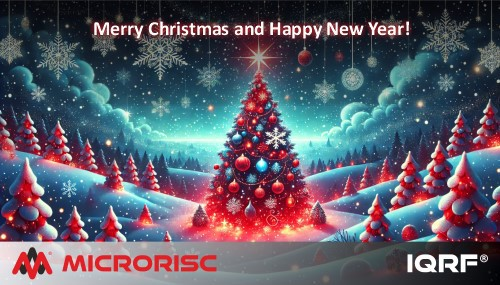 Merry Christmas and Happy New Year!
MICRORISC
IQRF®